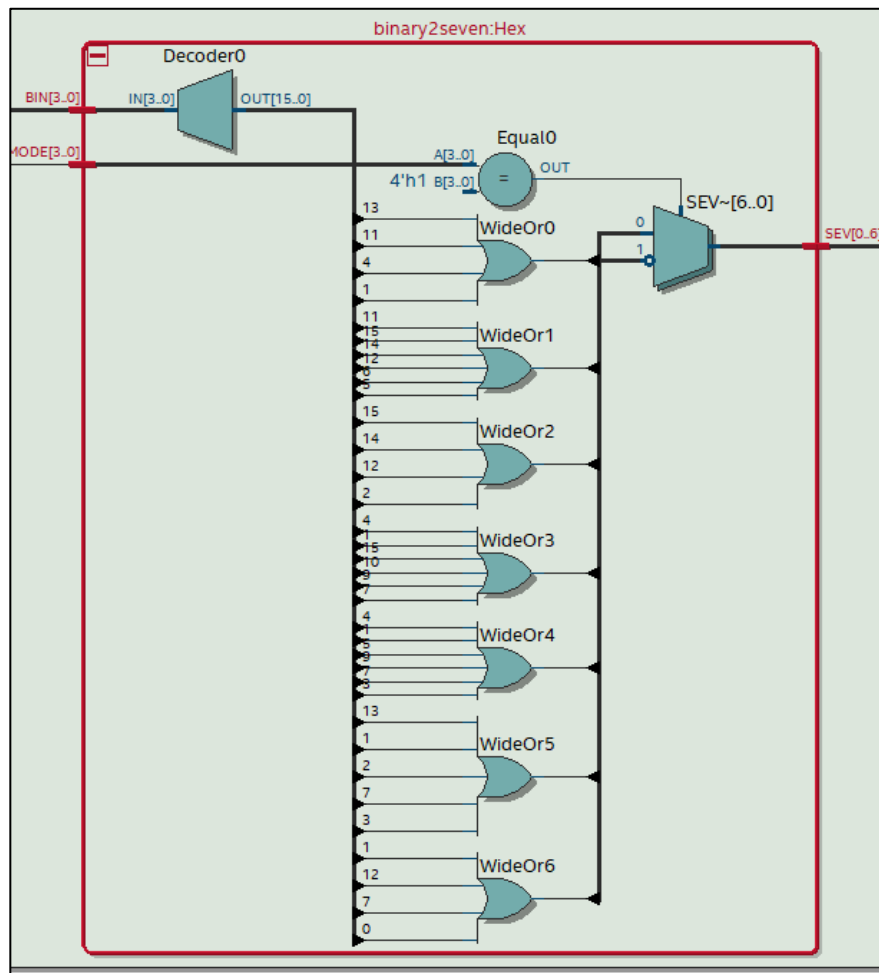 binary2seven:Hex
Decoder0
BIN[3..0]
IN[3..0]
OUT[15..0]
MODE[3..0]
Equal0
A[3..0]
4'h1 B[3..0]
=
OUT
SEV~[6..0]
0
1
SEV[0..6]
13
WideOr0
11
4
1
11
WideOr1
15
14
12
6
5
15
WideOr2
14
12
2
4
WideOr3
1
15
10
9
7
4
WideOr4
1
5
9
7
3
13
WideOr5
1
2
7
3
1
WideOr6
12
7
0